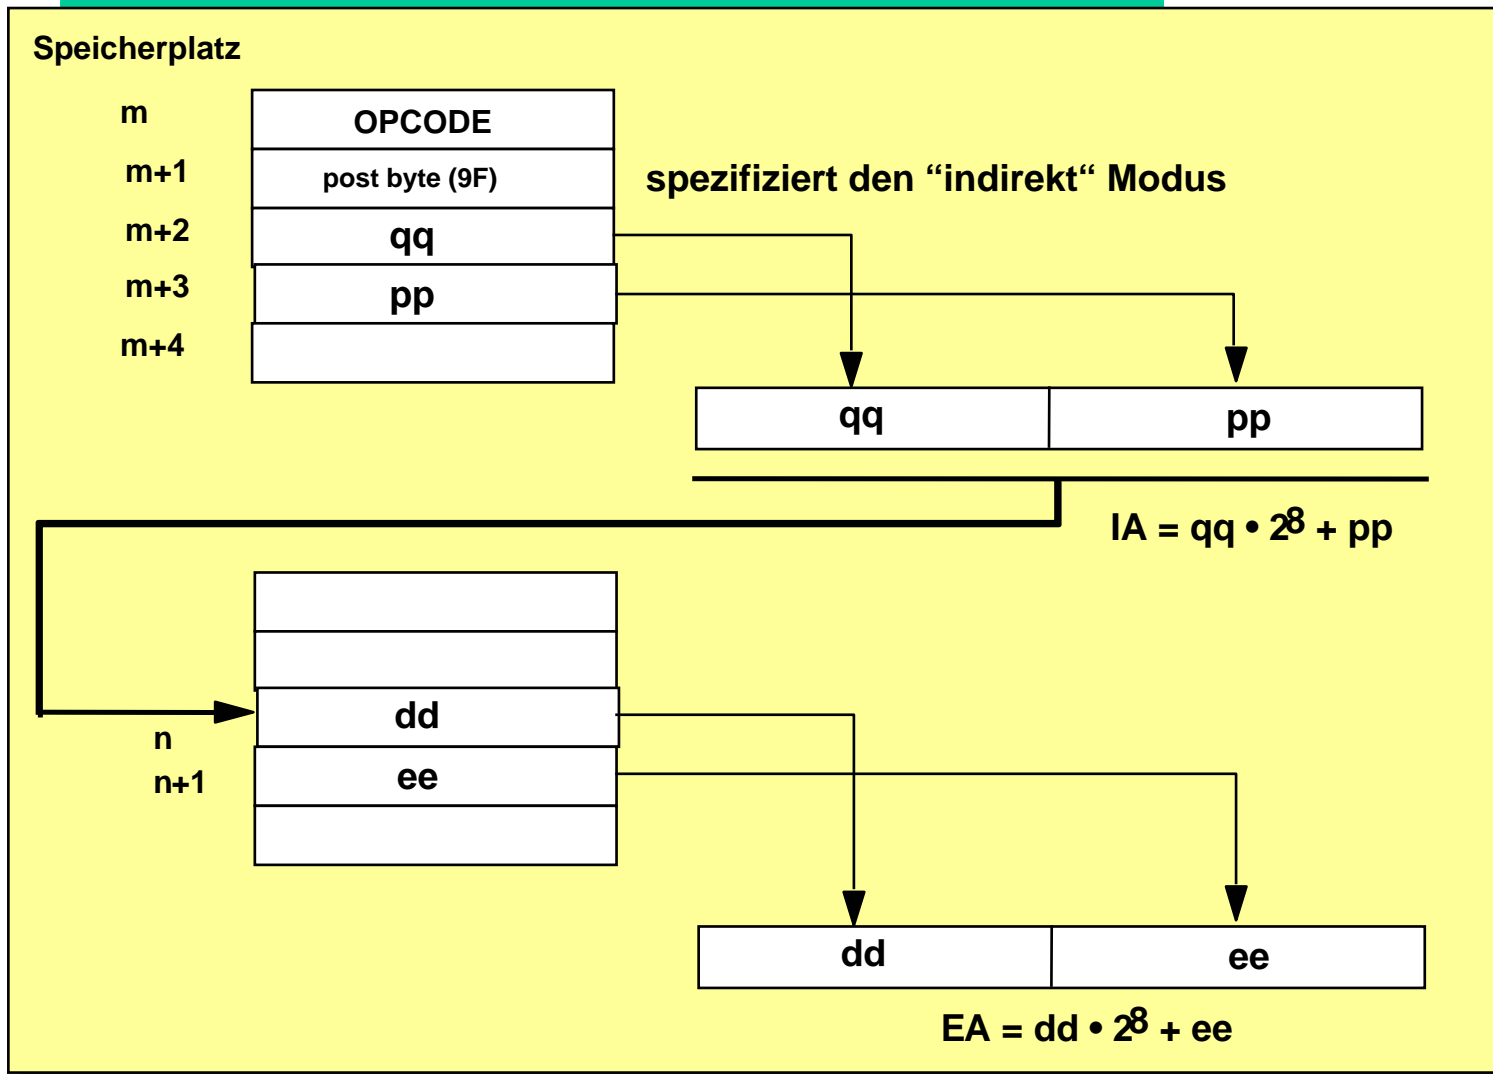 Speicherplatz
m
OPCODE
m+1
post byte (9F)
spezifiziert den “indirekt“ Modus
m+2
qq
m+3
pp
m+4
qq
pp
IA = qq • 2⁸ + pp
dd
n
n+1
ee
dd
ee
EA = dd • 2⁸ + ee